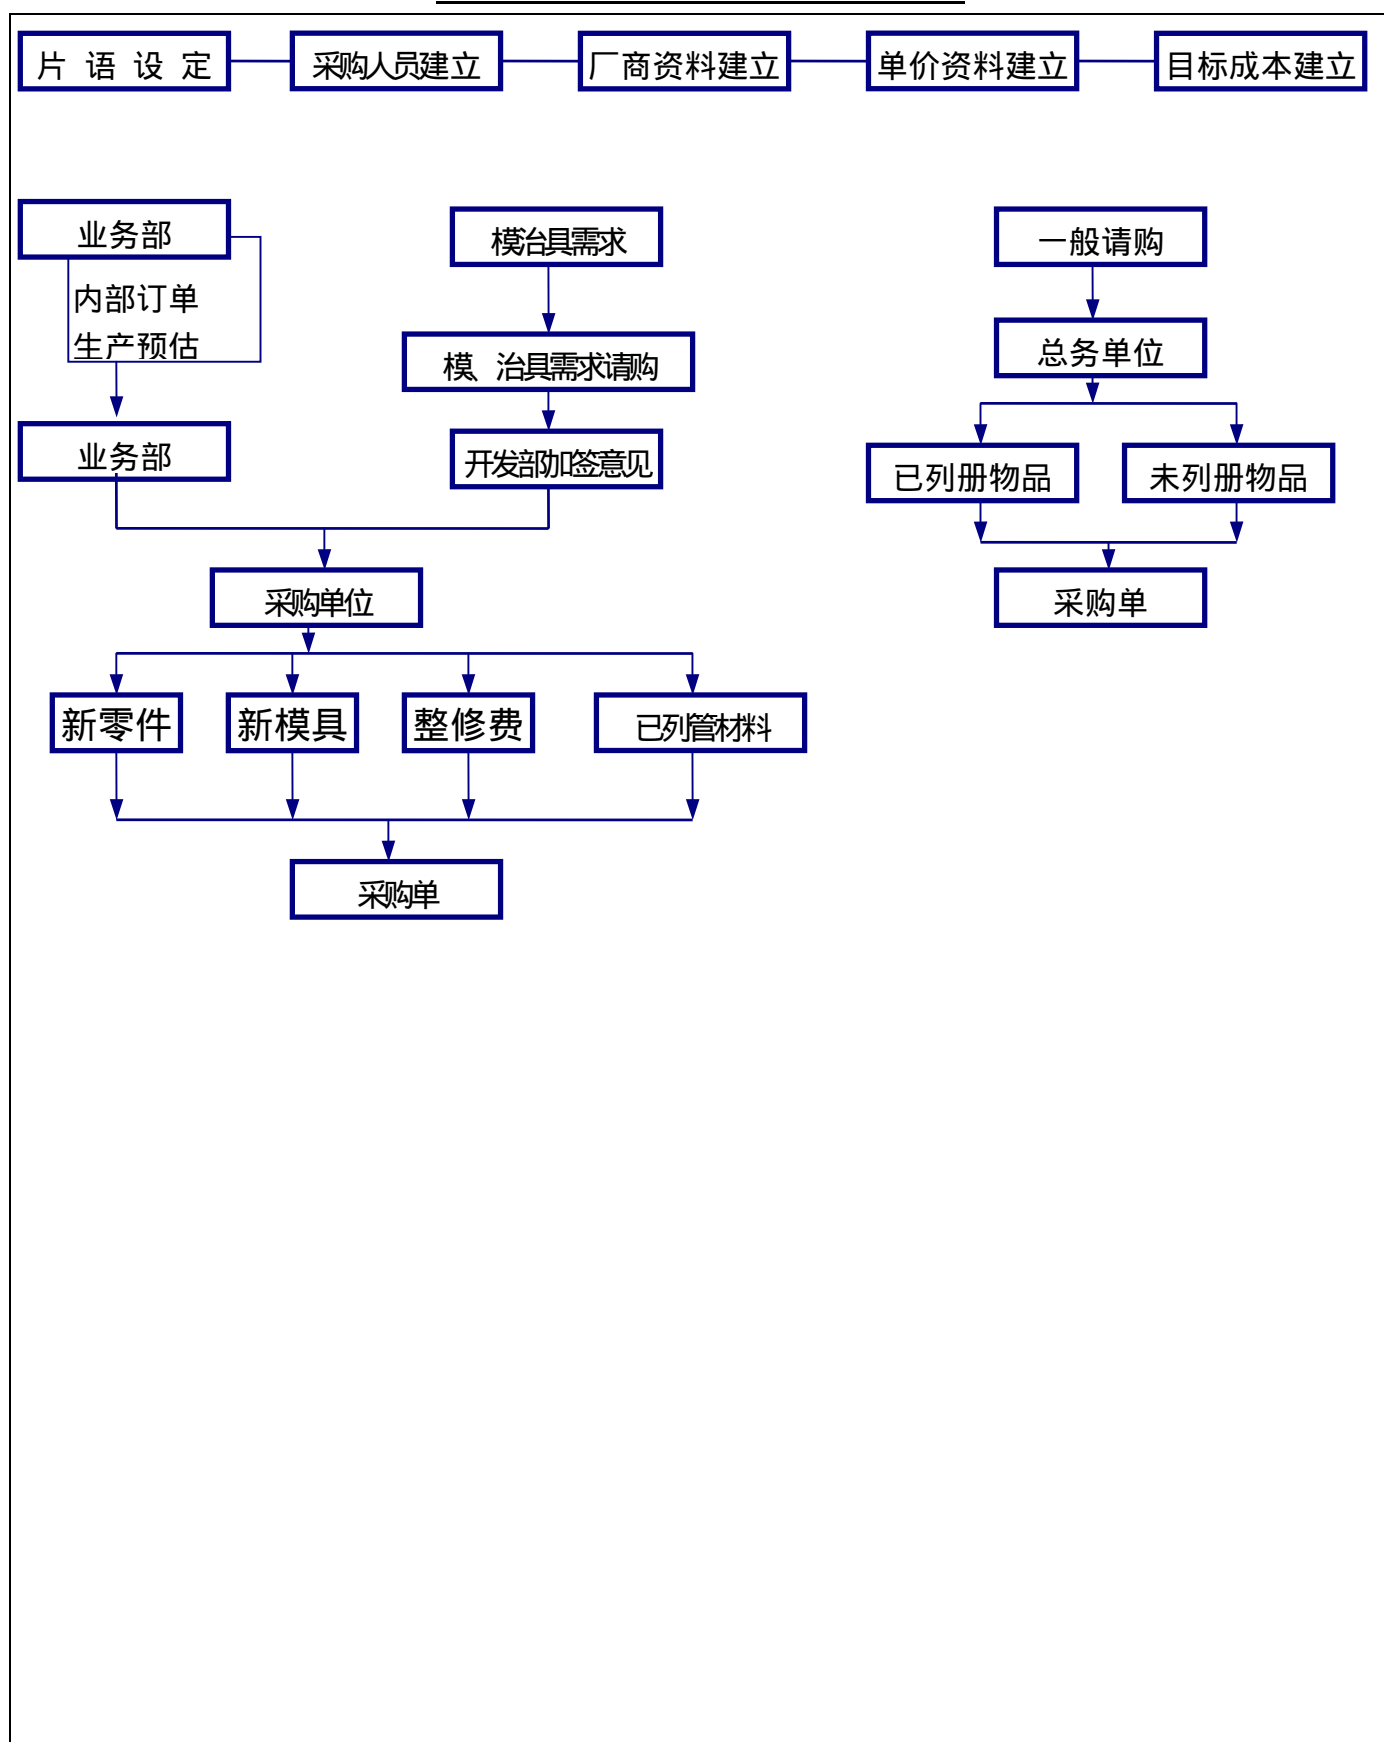 片 语 设 定
采购人员建立
厂商资料建立
单价资料建立
目标成本建立
业务部
模治具需求
一般请购
内部订单
生产预估
模、治具需求请购
总务单位
业务部
开发部加签意见
已列册物品
未列册物品
采购单位
采购单
新零件
新模具
整修费
已列管材料
采购单